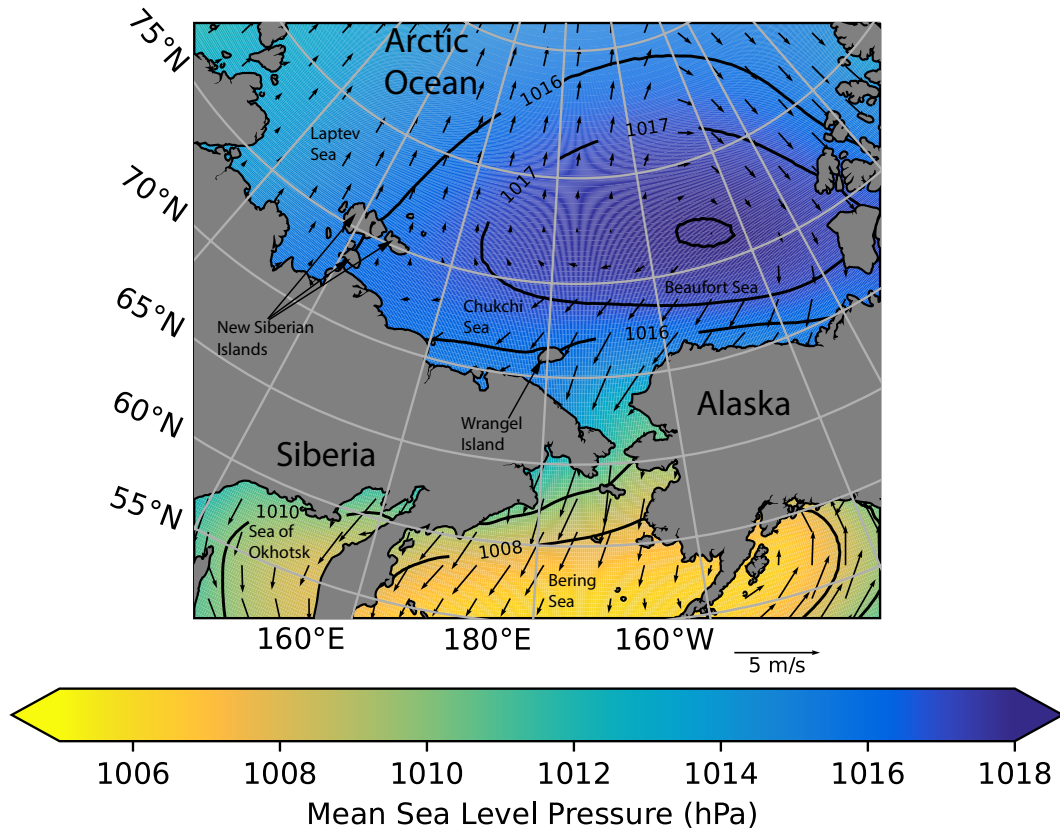 75°N
70°N
65°N
60°N
55°N
Arctic
Ocean
1016
1017
1017
Laptev
Sea
Beaufort Sea
Chukchi
Sea
1016
New Siberian
Islands
Wrangel
Island
Alaska
Siberia
1010
Sea of
Okhotsk
1008
Bering
Sea
160°E
180°E
160°W
5 m/s
1006
1008
1010
1012
1014
1016
1018
Mean Sea Level Pressure (hPa)